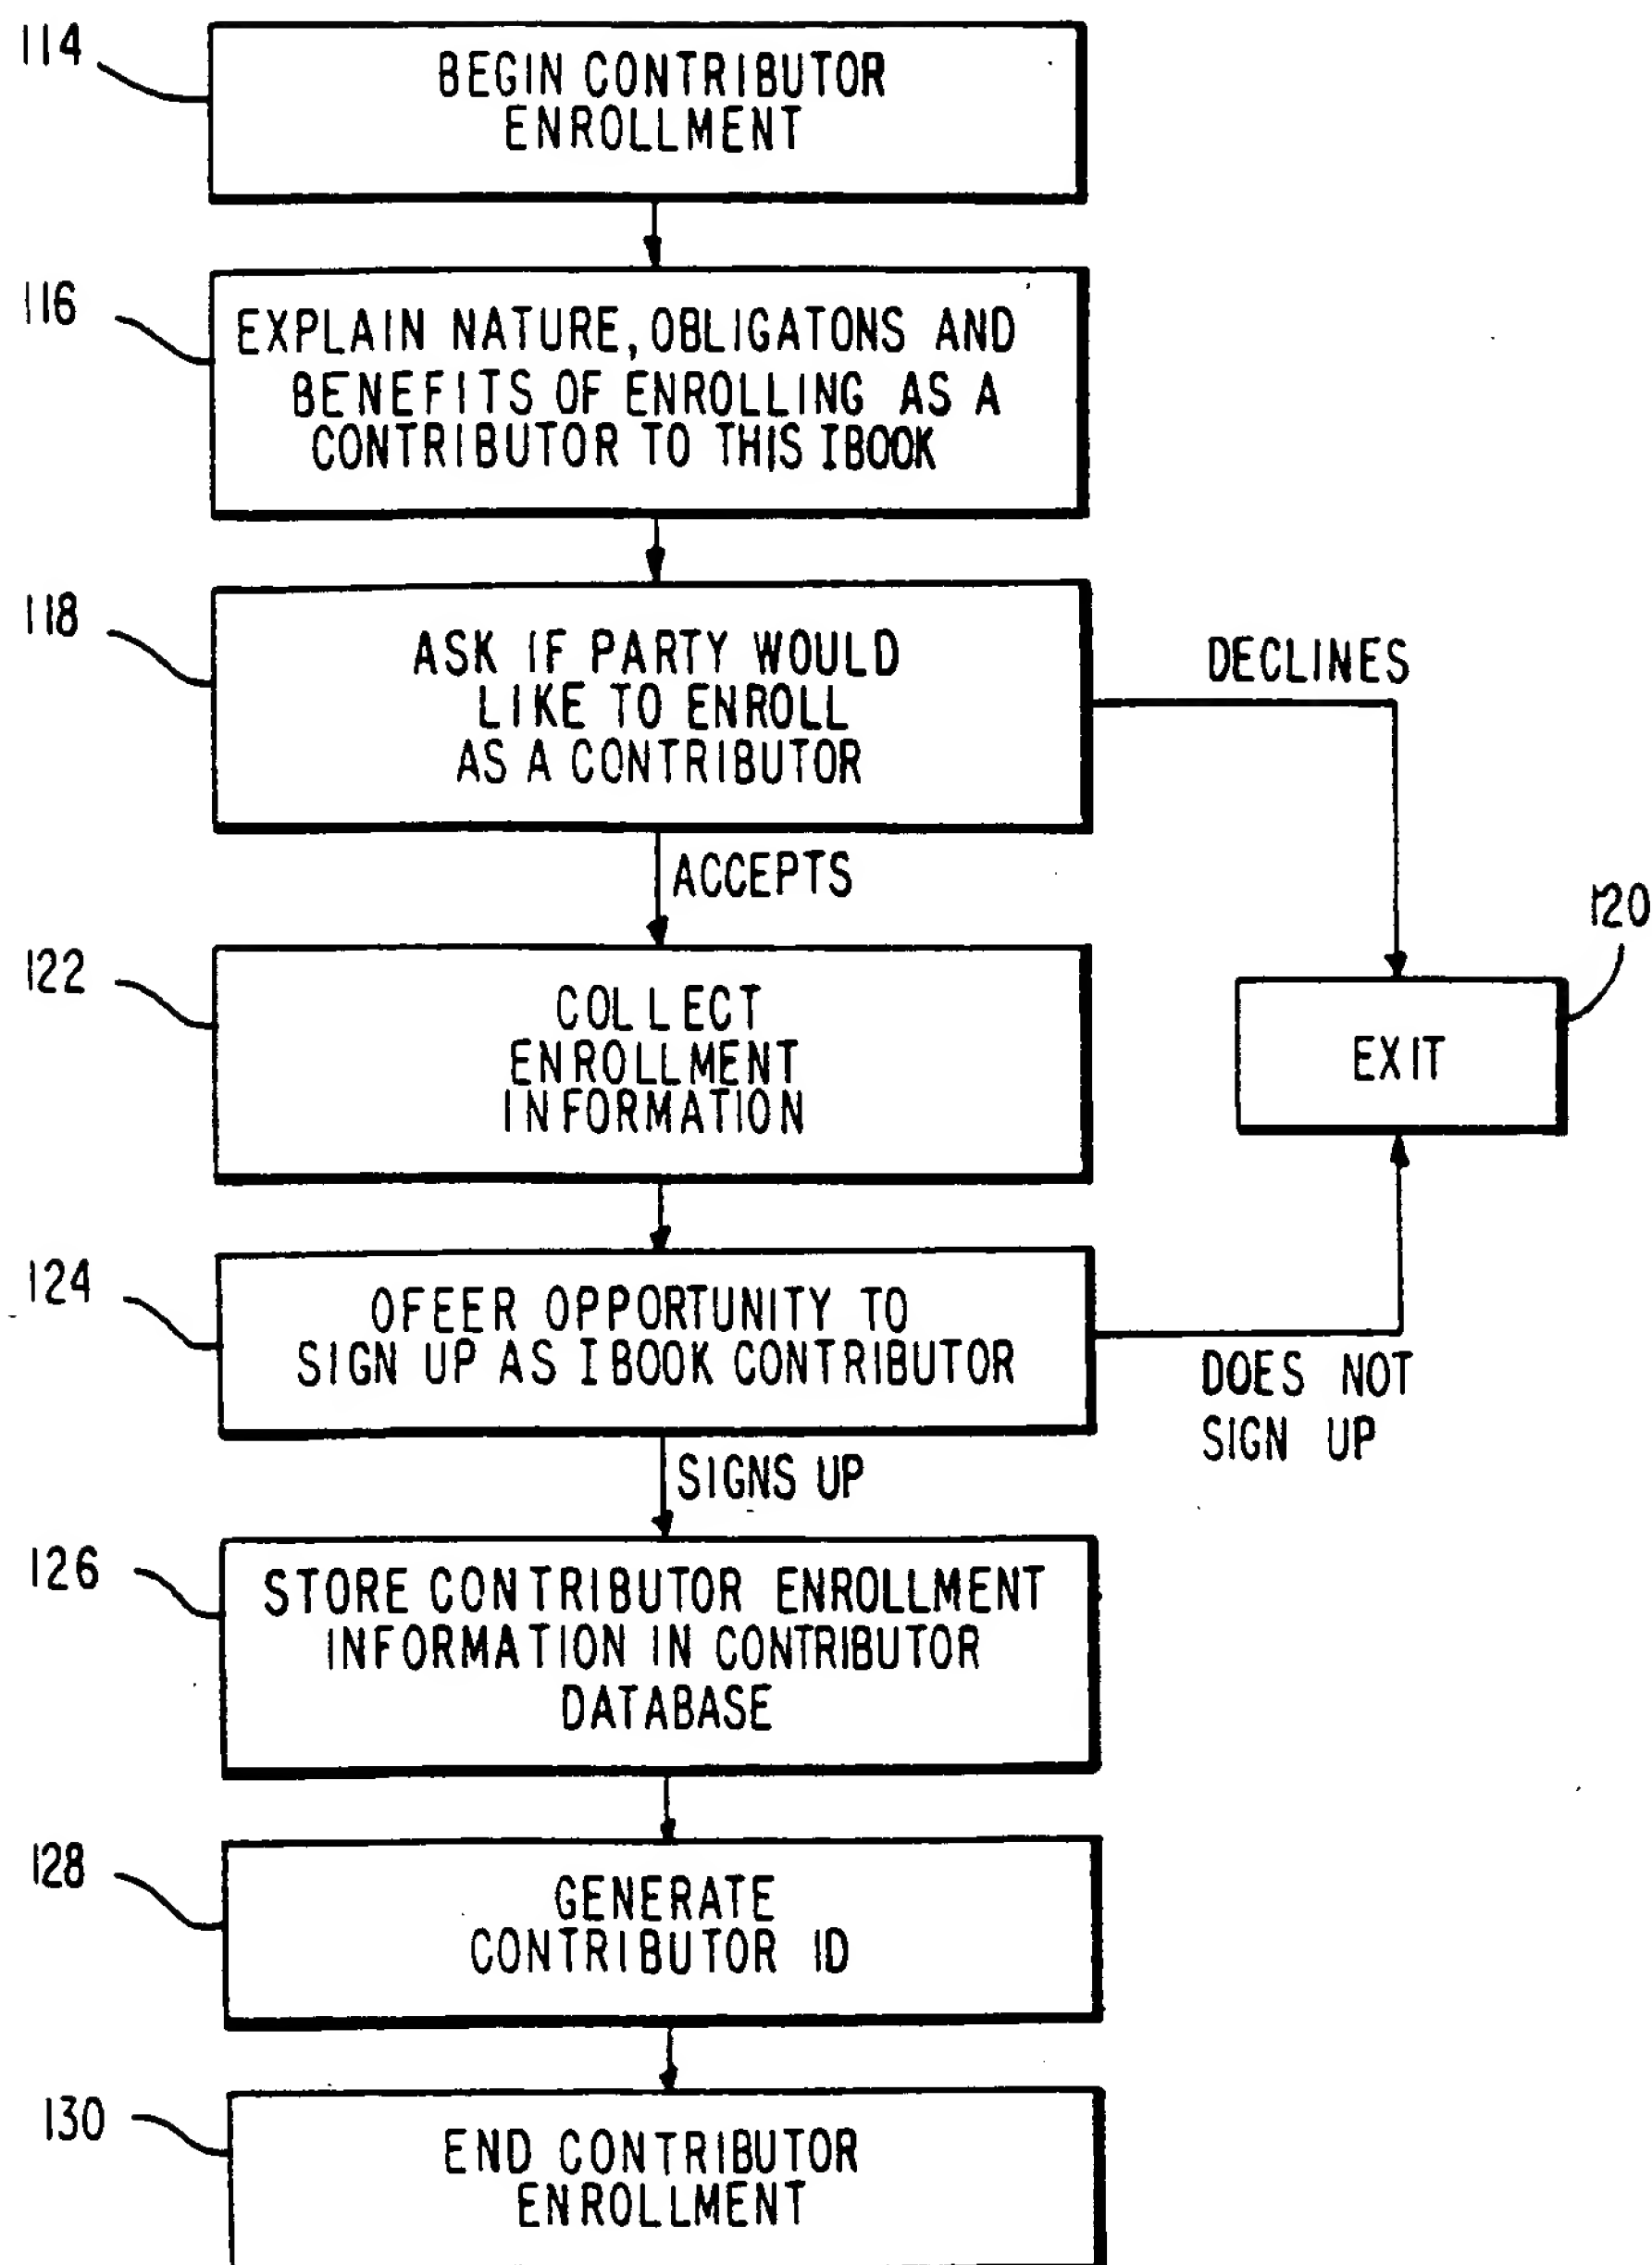 114
BEGIN CONTRIBUTOR
ENROLLMENT
116
EXPLAIN NATURE, OBLIGATONS AND
BENEFITS OF ENROLLING AS A
CONTRIBUTOR TO THIS IBOOK
118
ASK IF PARTY WOULD
LIKE TO ENROLL
AS A CONTRIBUTOR
DECLINES
ACCEPTS
120
EXIT
122
COLLECT
ENROLLMENT
INFORMATION
124
OFEER OPPORTUNITY TO
SIGN UP AS IBOOK CONTRIBUTOR
DOES NOT
SIGN UP
SIGNS UP
126
STORE CONTRIBUTOR ENROLLMENT
INFORMATION IN CONTRIBUTOR
DATABASE
128
GENERATE
CONTRIBUTOR ID
130
END CONTRIBUTOR
ENROLLMENT